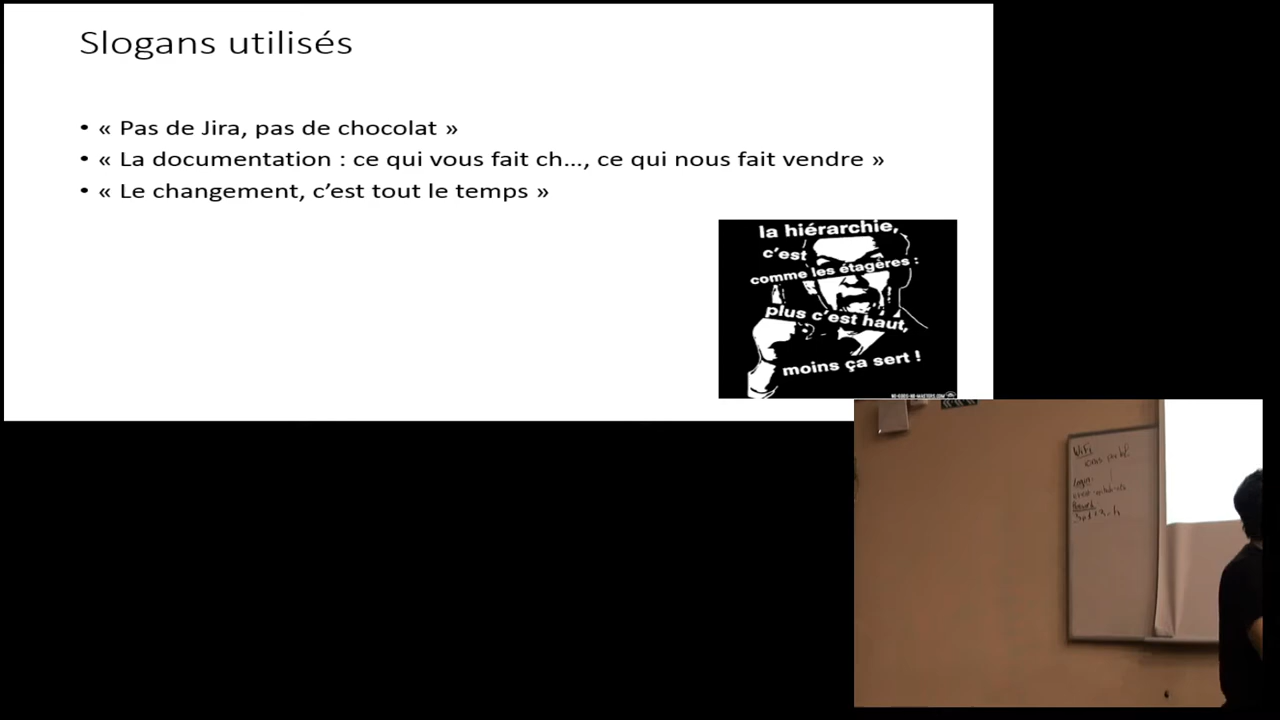 Slogans utilisés
• « Pas de Jira, pas de chocolat »
• « La documentation : ce qui vous fait ch..., ce qui nous fait vendre »
• « Le changement, c’est tout le temps »
la hiérarchie,
c'est
comme les étagères :
plus c'est haut,
moins ça sert !
WiFi
Login: